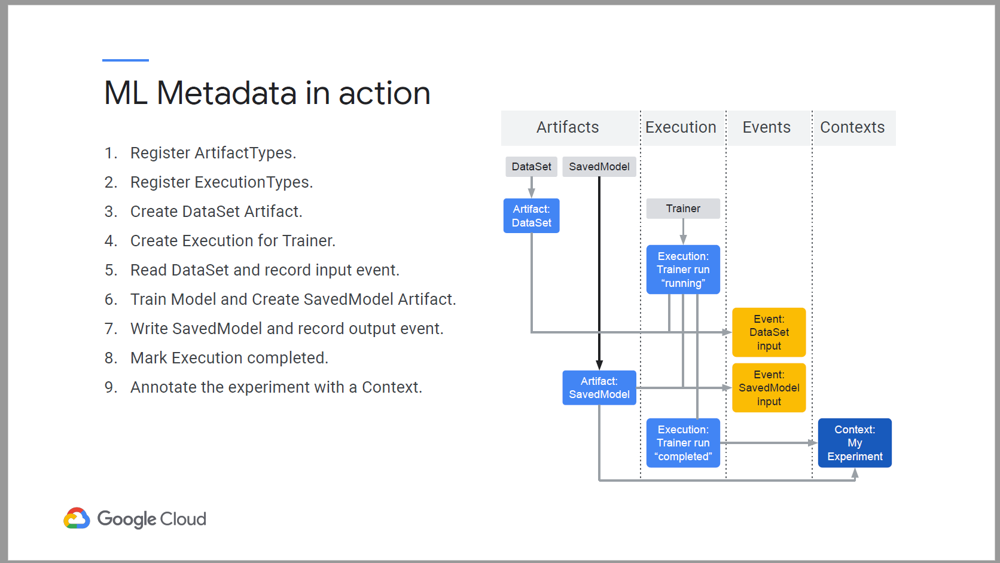 ML Metadata in action
1. Register ArtifactTypes.
2. Register ExecutionTypes.
3. Create DataSet Artifact.
4. Create Execution for Trainer.
5. Read DataSet and record input event.
6. Train Model and Create SavedModel Artifact.
7. Write SavedModel and record output event.
8. Mark Execution completed.
9. Annotate the experiment with a Context.
Artifacts
Execution
Events
Contexts
DataSet
SavedModel
Artifact:
DataSet
Trainer
Execution:
Trainer run
“running”
Event:
DataSet
input
Artifact:
SavedModel
Event:
SavedModel
input
Execution:
Trainer run
“completed”
Context:
My
Experiment
Google Cloud